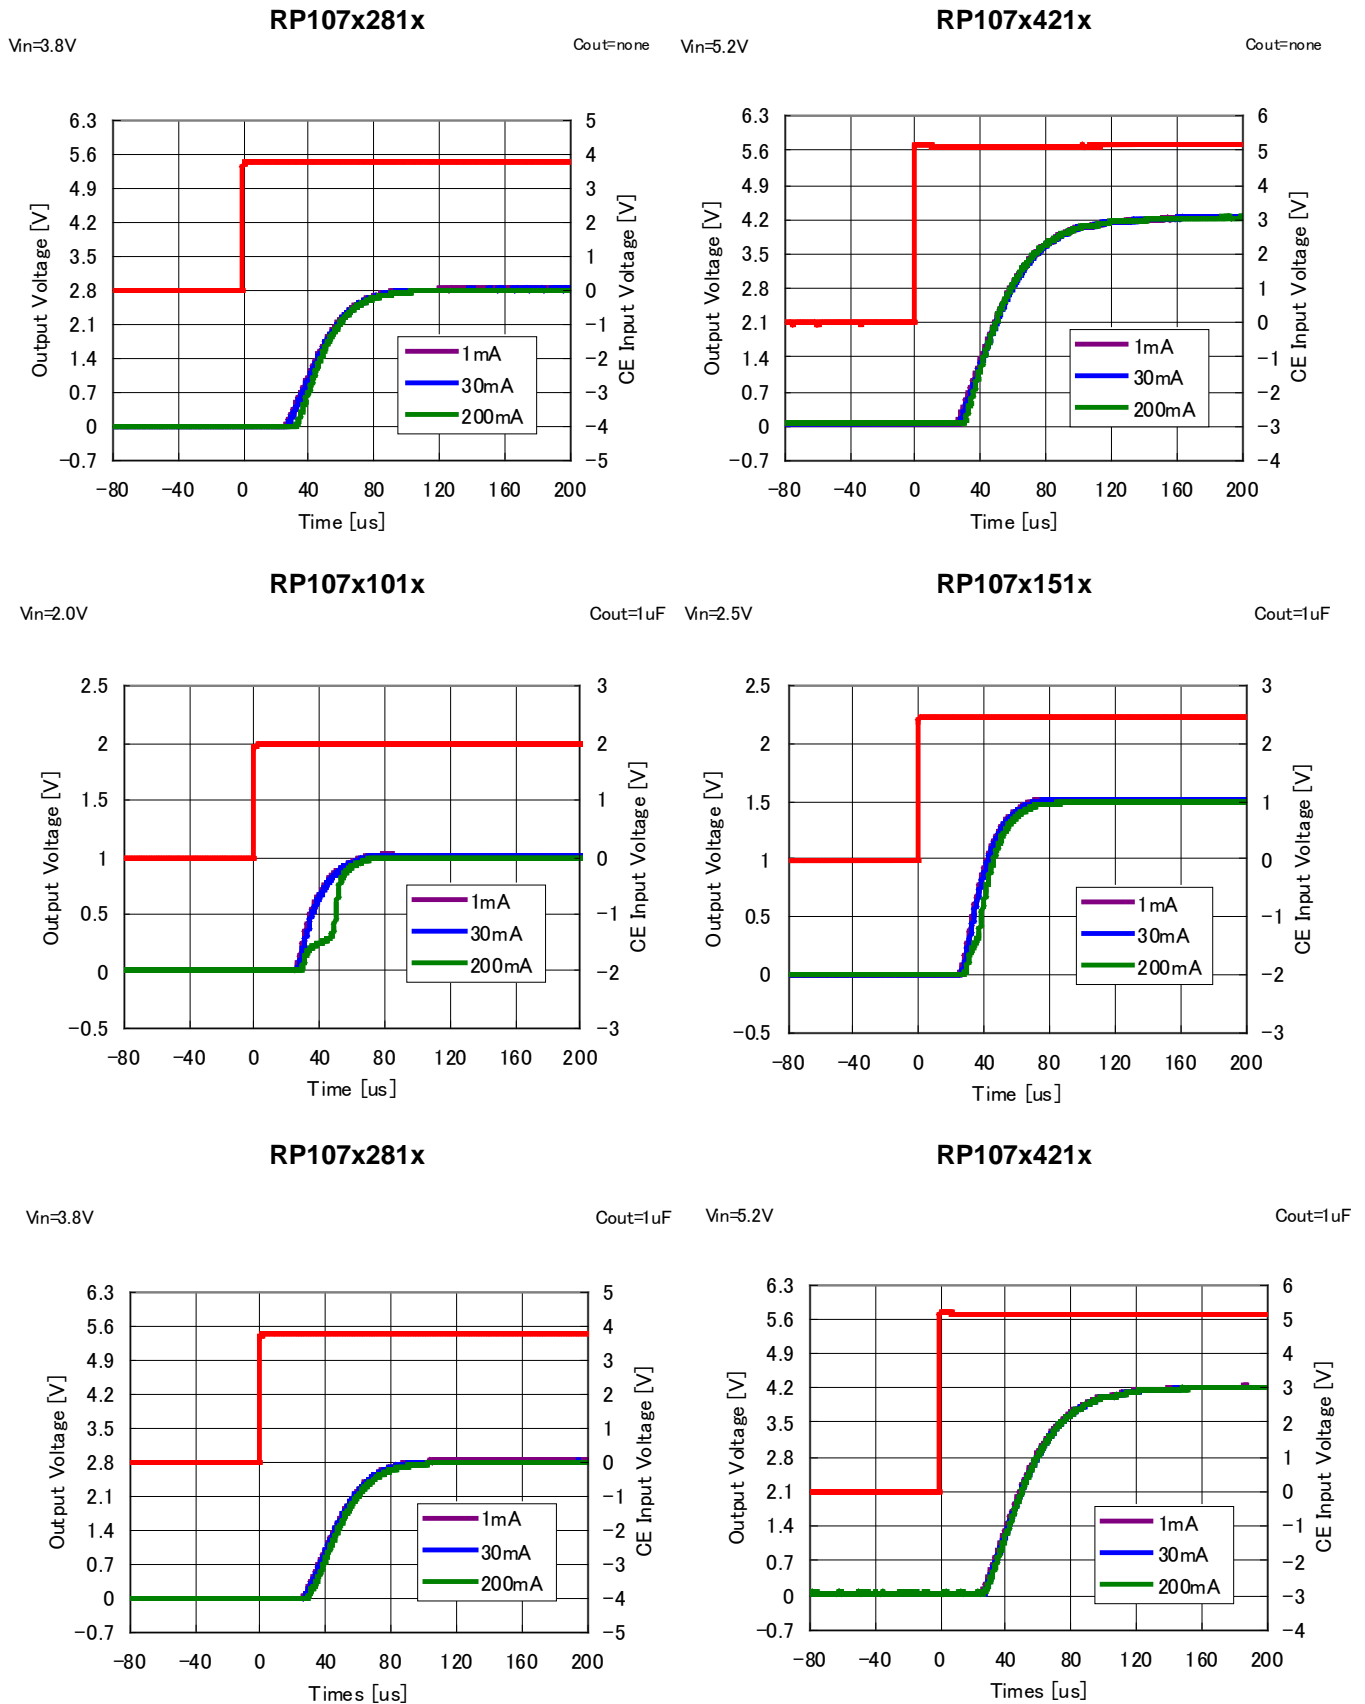 RP107x281x
Vin=3.8V
Cout=none
6.3
5.6
4.9
4.2
3.5
2.8
2.1
1.4
0.7
0
−0.7
Output Voltage [V]
5
4
3
2
1
0
−1
−2
−3
−4
−5
CE Input Voltage [V]
1mA
30mA
200mA
−80 −40 0 40 80 120 160 200
Time [us]
RP107x421x
Vin=5.2V
Cout=none
6.3
5.6
4.9
4.2
3.5
2.8
2.1
1.4
0.7
0
−0.7
Output Voltage [V]
6
5
4
3
2
1
0
−1
−2
−3
−4
CE Input Voltage [V]
1mA
30mA
200mA
−80 −40 0 40 80 120 160 200
Time [us]
RP107x101x
Vin=2.0V
Cout=1uF
2.5
2
1.5
1
0.5
0
−0.5
Output Voltage [V]
3
2
1
0
−1
−2
−3
CE Input Voltage [V]
1mA
30mA
200mA
−80 −40 0 40 80 120 160 200
Time [us]
RP107x151x
Vin=2.5V
Cout=1uF
2.5
2
1.5
1
0.5
0
−0.5
Output Voltage [V]
3
2
1
0
−1
−2
−3
CE Input Voltage [V]
1mA
30mA
200mA
−80 −40 0 40 80 120 160 200
Time [us]
RP107x281x
Vin=3.8V
Cout=1uF
6.3
5.6
4.9
4.2
3.5
2.8
2.1
1.4
0.7
0
−0.7
Output Voltage [V]
5
4
3
2
1
0
−1
−2
−3
−4
−5
CE Input Voltage [V]
1mA
30mA
200mA
−80 −40 0 40 80 120 160 200
Times [us]
RP107x421x
Vin=5.2V
Cout=1uF
6.3
5.6
4.9
4.2
3.5
2.8
2.1
1.4
0.7
0
−0.7
Output Voltage [V]
6
5
4
3
2
1
0
−1
−2
−3
−4
CE Input Voltage [V]
1mA
30mA
200mA
−80 −40 0 40 80 120 160 200
Times [us]